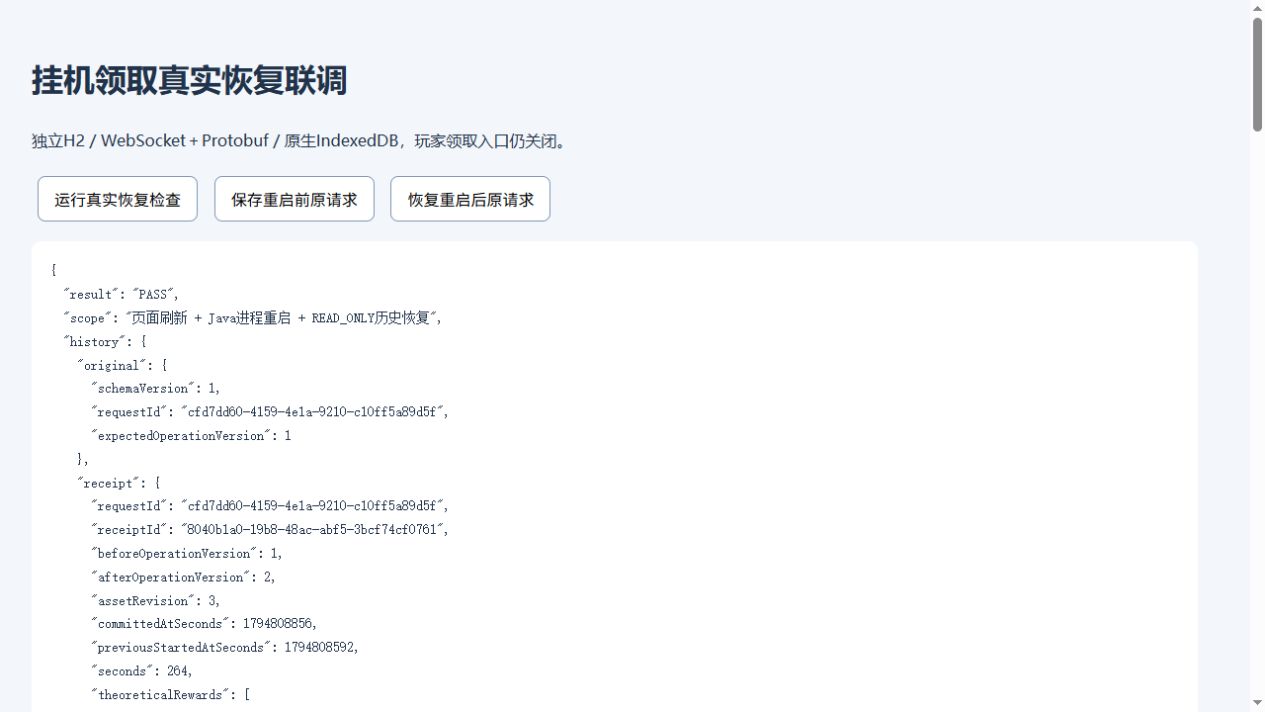 挂机领取真实恢复联调
独立H2 / WebSocket + Protobuf / 原生IndexedDB，玩家领取入口仍关闭。
运行真实恢复检查 保存重启前原请求 恢复重启后原请求
{
"result": "PASS",
"scope": "页面刷新 + Java进程重启 + READ_ONLY历史恢复",
"history": {
"original": {
"schemaVersion": 1,
"requestId": "cfd7dd60-4159-4e1a-9210-c10ff5a89d5f",
"expectedOperationVersion": 1
},
"receipt": {
"requestId": "cfd7dd60-4159-4e1a-9210-c10ff5a89d5f",
"receiptId": "8040b1a0-19b8-48ac-abf5-3bcf74cf0761",
"beforeOperationVersion": 1,
"afterOperationVersion": 2,
"assetRevision": 3,
"committedAtSeconds": 1794808856,
"previousStartedAtSeconds": 1794808592,
"seconds": 264,
"theoreticalRewards": [